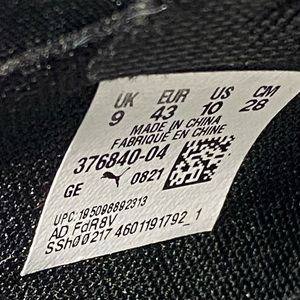 UK EUR US CM
9 43 10 28
MADE IN CHINA
FABRIQUE EN CHINE
376840-04
GE 0821
UPC:195098892313
AD FdR8V
SSh00217 4601191792_1